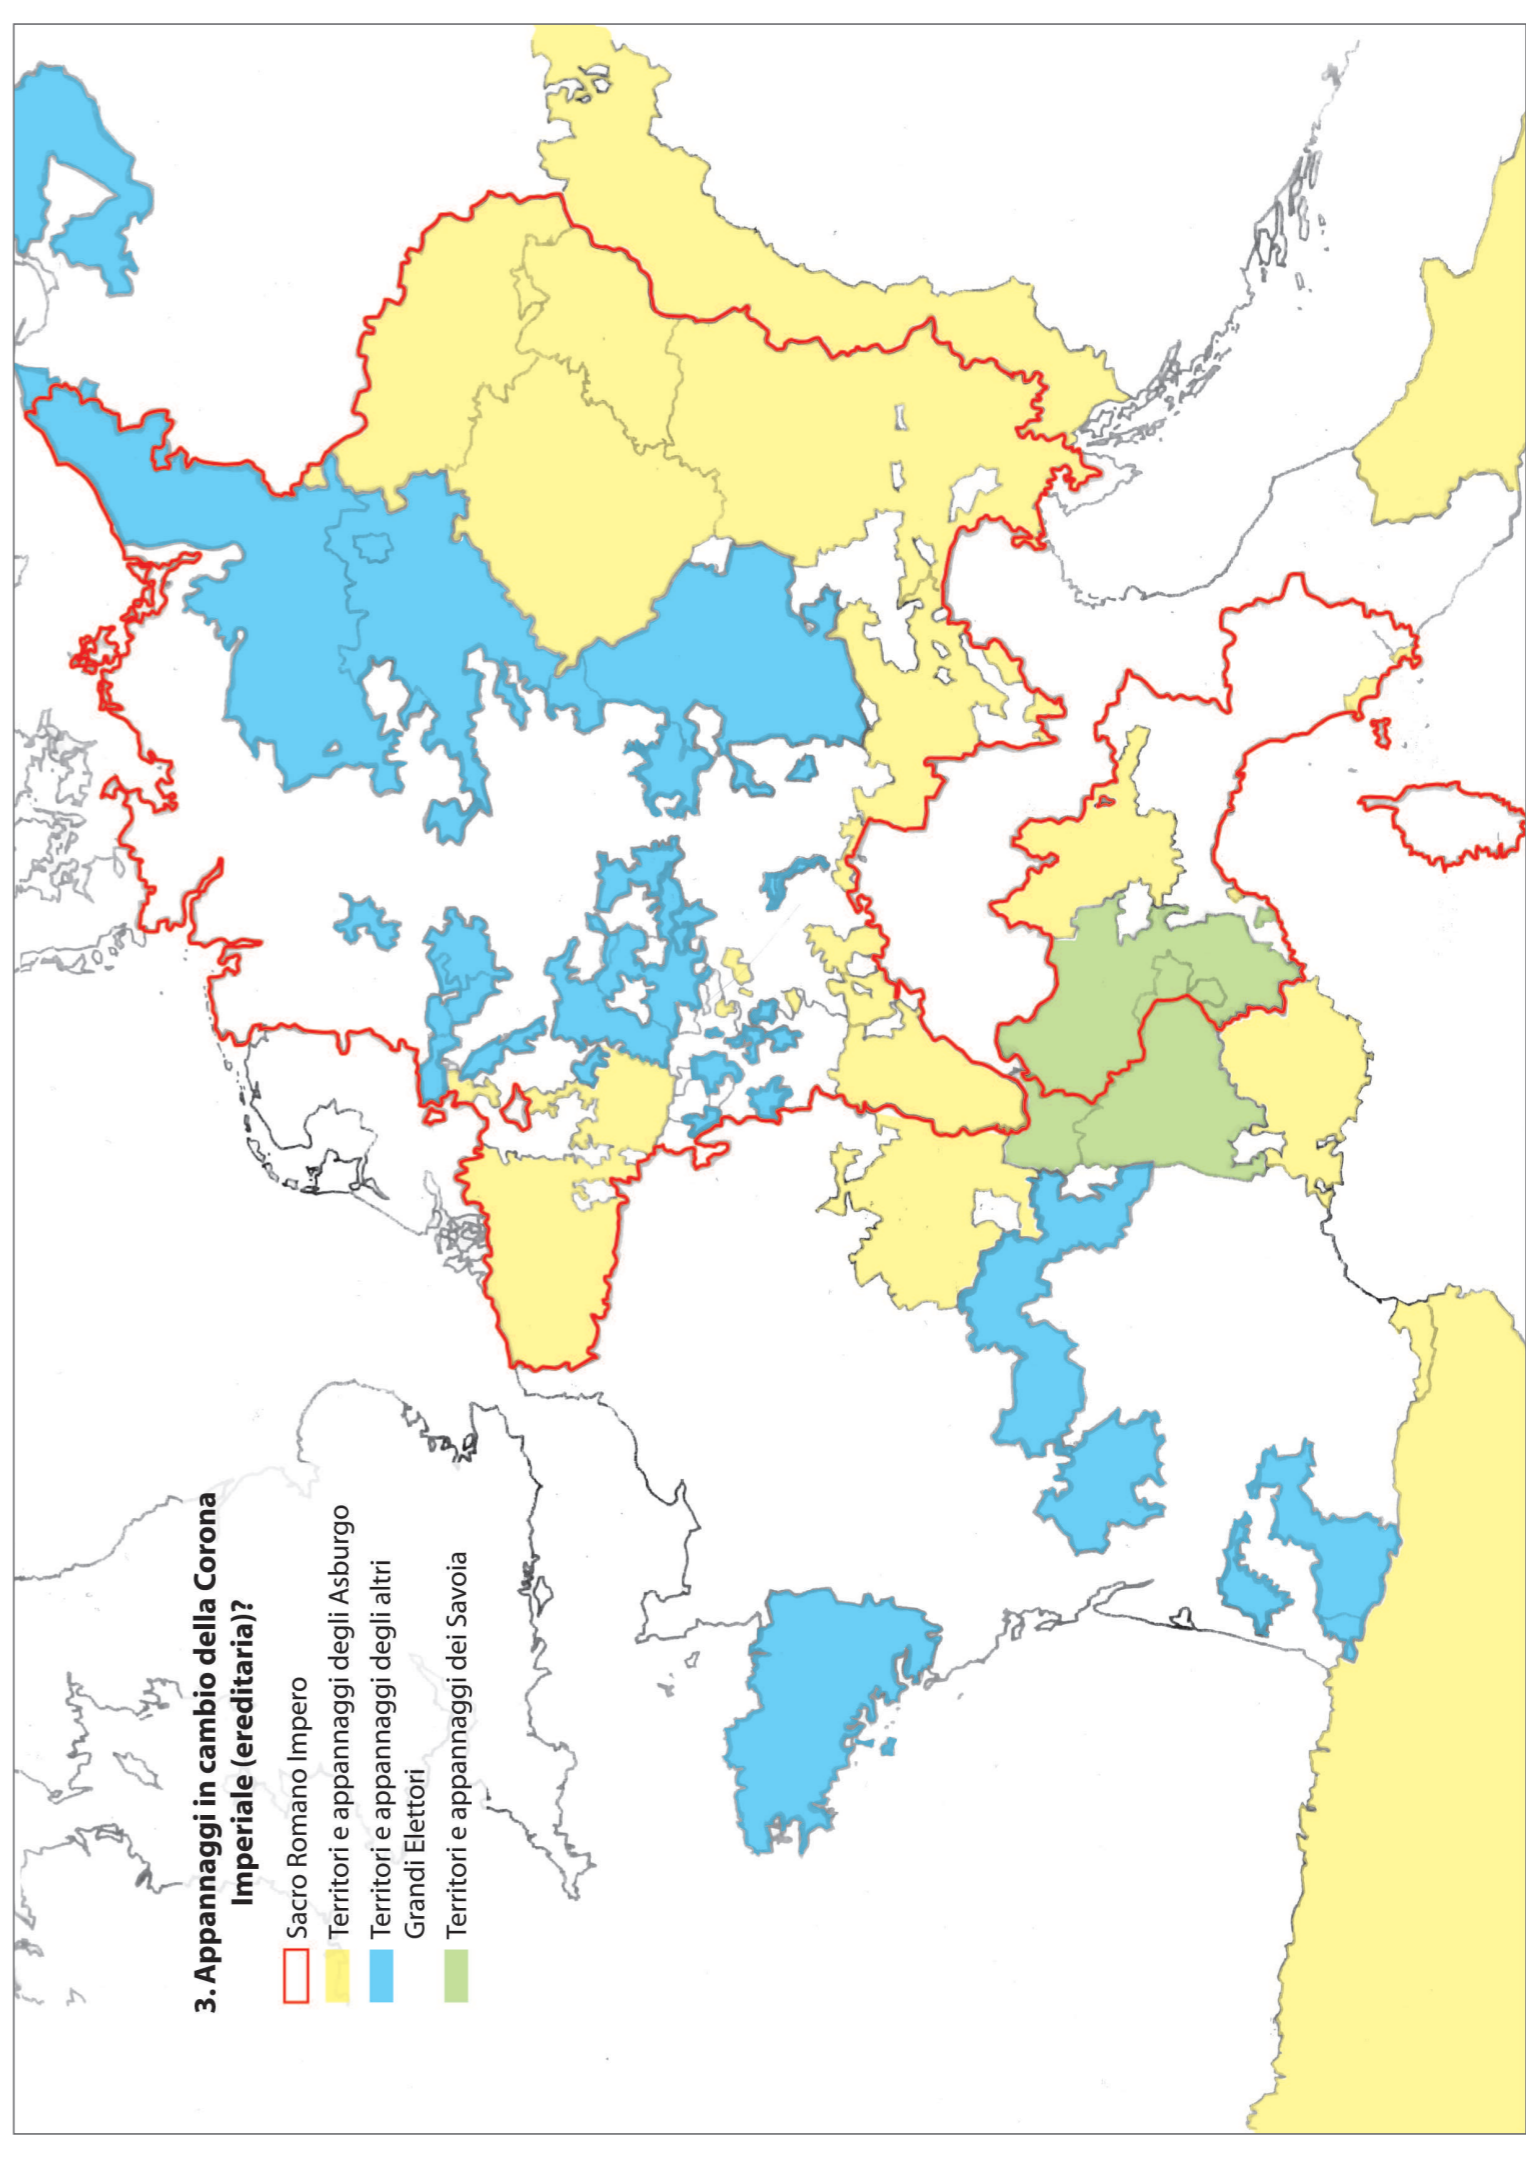 3. Appannaggi in cambio della Corona
Imperiale (ereditaria)?
Sacro Romano Impero
Territori e appannaggi degli Asburgo
Territori e appannaggi degli altri
Grandi Elettori
Territori e appannaggi dei Savoia